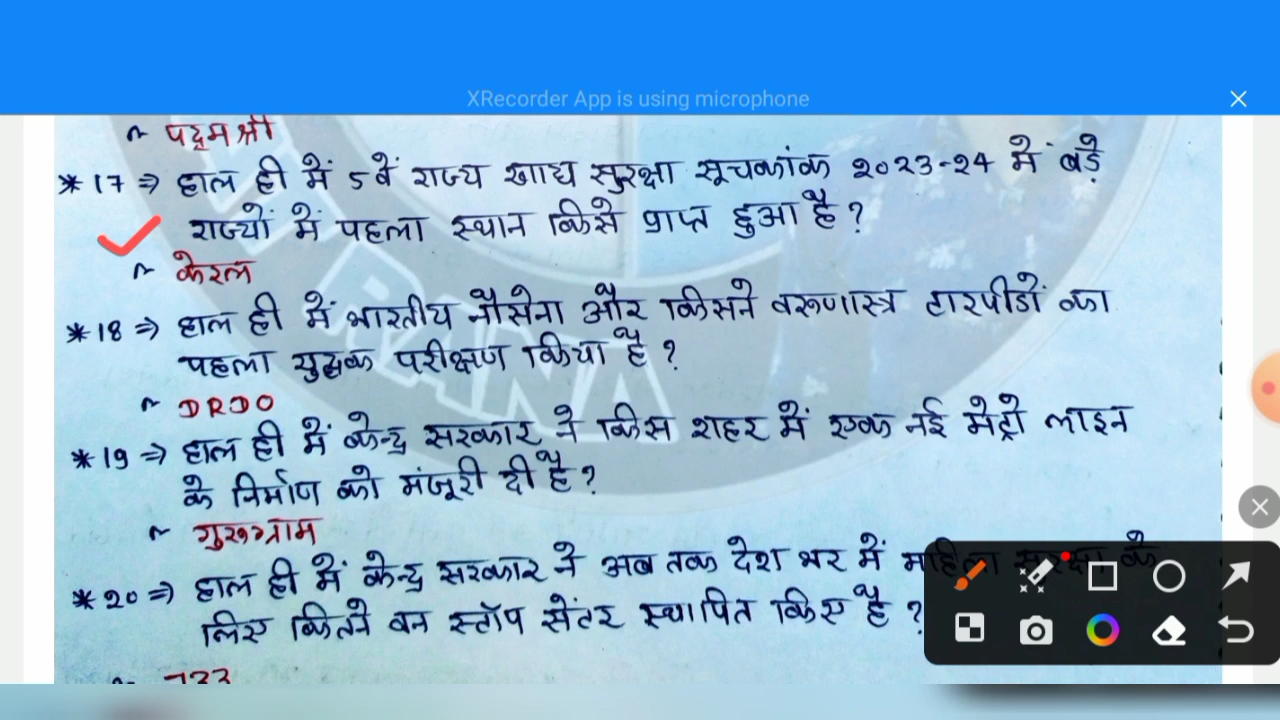 XRecorder App is using microphone
~ पद्मश्री
* 17 ⇒ हाल ही में 5वें राज्य खाद्य सुरक्षा सूचकांक 2023-24 में बड़े
राज्यों में पहला स्थान किसे प्राप्त हुआ है ?
~ केरल
* 18 ⇒ हाल ही में भारतीय नौसेना और किसने वरूणास्त्र टारपीडों का
पहला युद्धक परीक्षण किया है ?
~ DRDO
* 19 ⇒ हाल ही में केन्द्र सरकार ने किस शहर में एक नई मेट्रो लाइन
के निर्माण को मंजूरी दी है ?
~ गुरूग्राम
* 20 ⇒ हाल ही में केन्द्र सरकार ने अब तक देश भर में महिला सुरक्षा के
लिए कितने वन स्टॉप सेंटर स्थापित किए है ?
~ 733